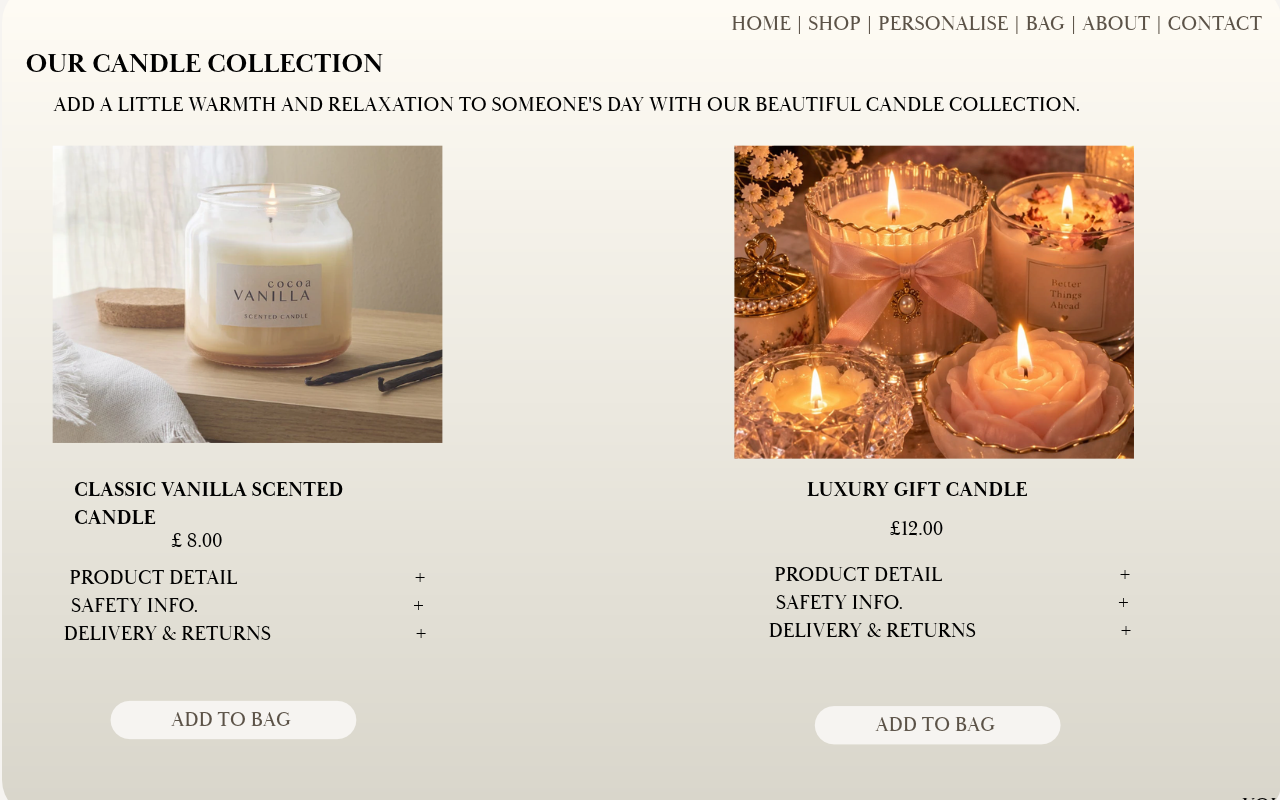 HOME | SHOP | PERSONALISE | BAG | ABOUT | CONTACT
OUR CANDLE COLLECTION
ADD A LITTLE WARMTH AND RELAXATION TO SOMEONE'S DAY WITH OUR BEAUTIFUL CANDLE COLLECTION.
cocoa
VANILLA
SCENTED CANDLE
Better
Things
Ahead
CLASSIC VANILLA SCENTED
CANDLE
£ 8.00
PRODUCT DETAIL +
SAFETY INFO. +
DELIVERY & RETURNS +
ADD TO BAG
LUXURY GIFT CANDLE
£12.00
PRODUCT DETAIL +
SAFETY INFO. +
DELIVERY & RETURNS +
ADD TO BAG